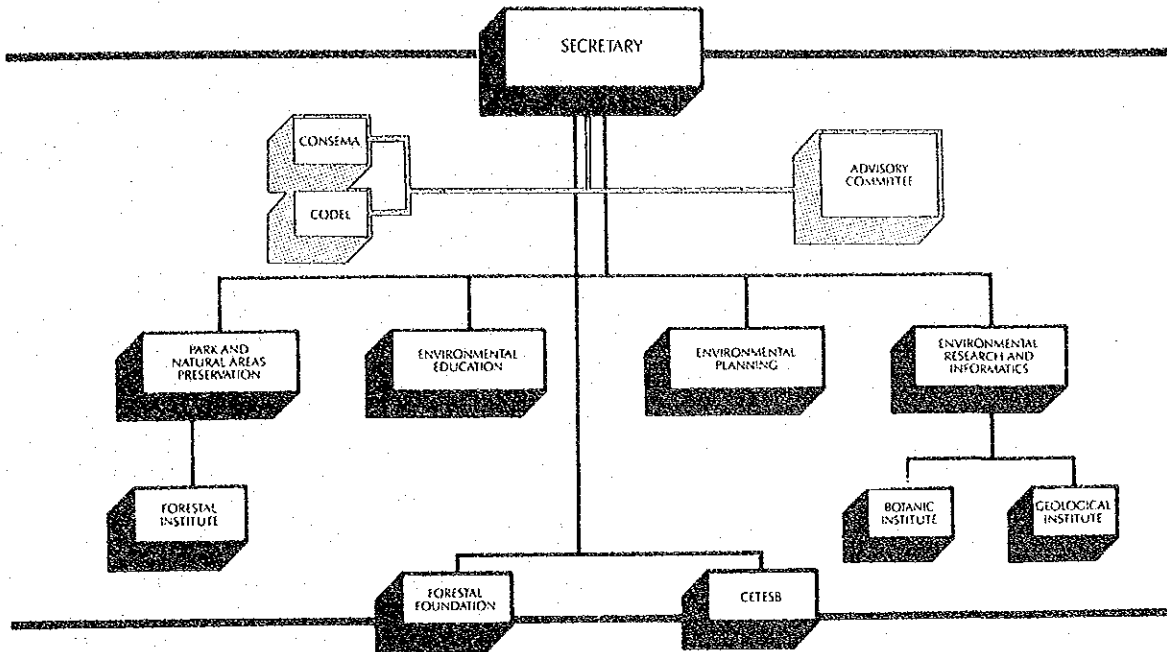 SECRETARY
CONSEMA
CODEL
ADVISORY
COMMITTEE
PARK AND
NATURAL AREAS
PRESERVATION
ENVIRONMENTAL
EDUCATION
ENVIRONMENTAL
PLANNING
ENVIRONMENTAL
RESEARCH AND
INFORMATICS
FORESTAL
INSTITUTE
BOTANIC
INSTITUTE
GEOLOGICAL
INSTITUTE
FORESTAL
FOUNDATION
CETESB